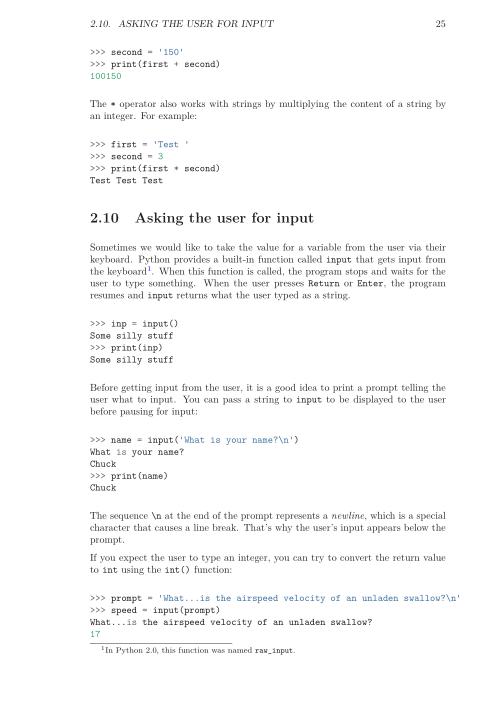 2.10. ASKING THE USER FOR INPUT 25
>>> second = '150'
>>> print(first + second)
100150
The * operator also works with strings by multiplying the content of a string by
an integer. For example:
>>> first = 'Test '
>>> second = 3
>>> print(first * second)
Test Test Test
2.10 Asking the user for input
Sometimes we would like to take the value for a variable from the user via their
keyboard. Python provides a built-in function called input that gets input from
the keyboard1. When this function is called, the program stops and waits for the
user to type something. When the user presses Return or Enter, the program
resumes and input returns what the user typed as a string.
>>> inp = input()
Some silly stuff
>>> print(inp)
Some silly stuff
Before getting input from the user, it is a good idea to print a prompt telling the
user what to input. You can pass a string to input to be displayed to the user
before pausing for input:
>>> name = input('What is your name?\n')
What is your name?
Chuck
>>> print(name)
Chuck
The sequence \n at the end of the prompt represents a newline, which is a special
character that causes a line break. That's why the user's input appears below the
prompt.
If you expect the user to type an integer, you can try to convert the return value
to int using the int() function:
>>> prompt = 'What...is the airspeed velocity of an unladen swallow?\n'
>>> speed = input(prompt)
What...is the airspeed velocity of an unladen swallow?
17
1In Python 2.0, this function was named raw_input.